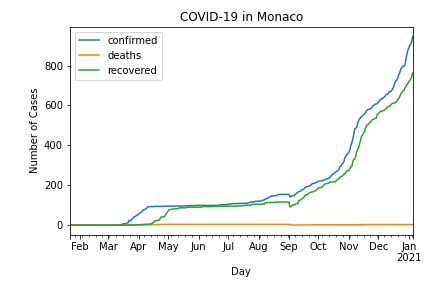 COVID-19 in Monaco
confirmed
deaths
recovered
Number of Cases
800
600
400
200
0
Feb Mar Apr May Jun Jul Aug Sep Oct Nov Dec Jan
2021
Day